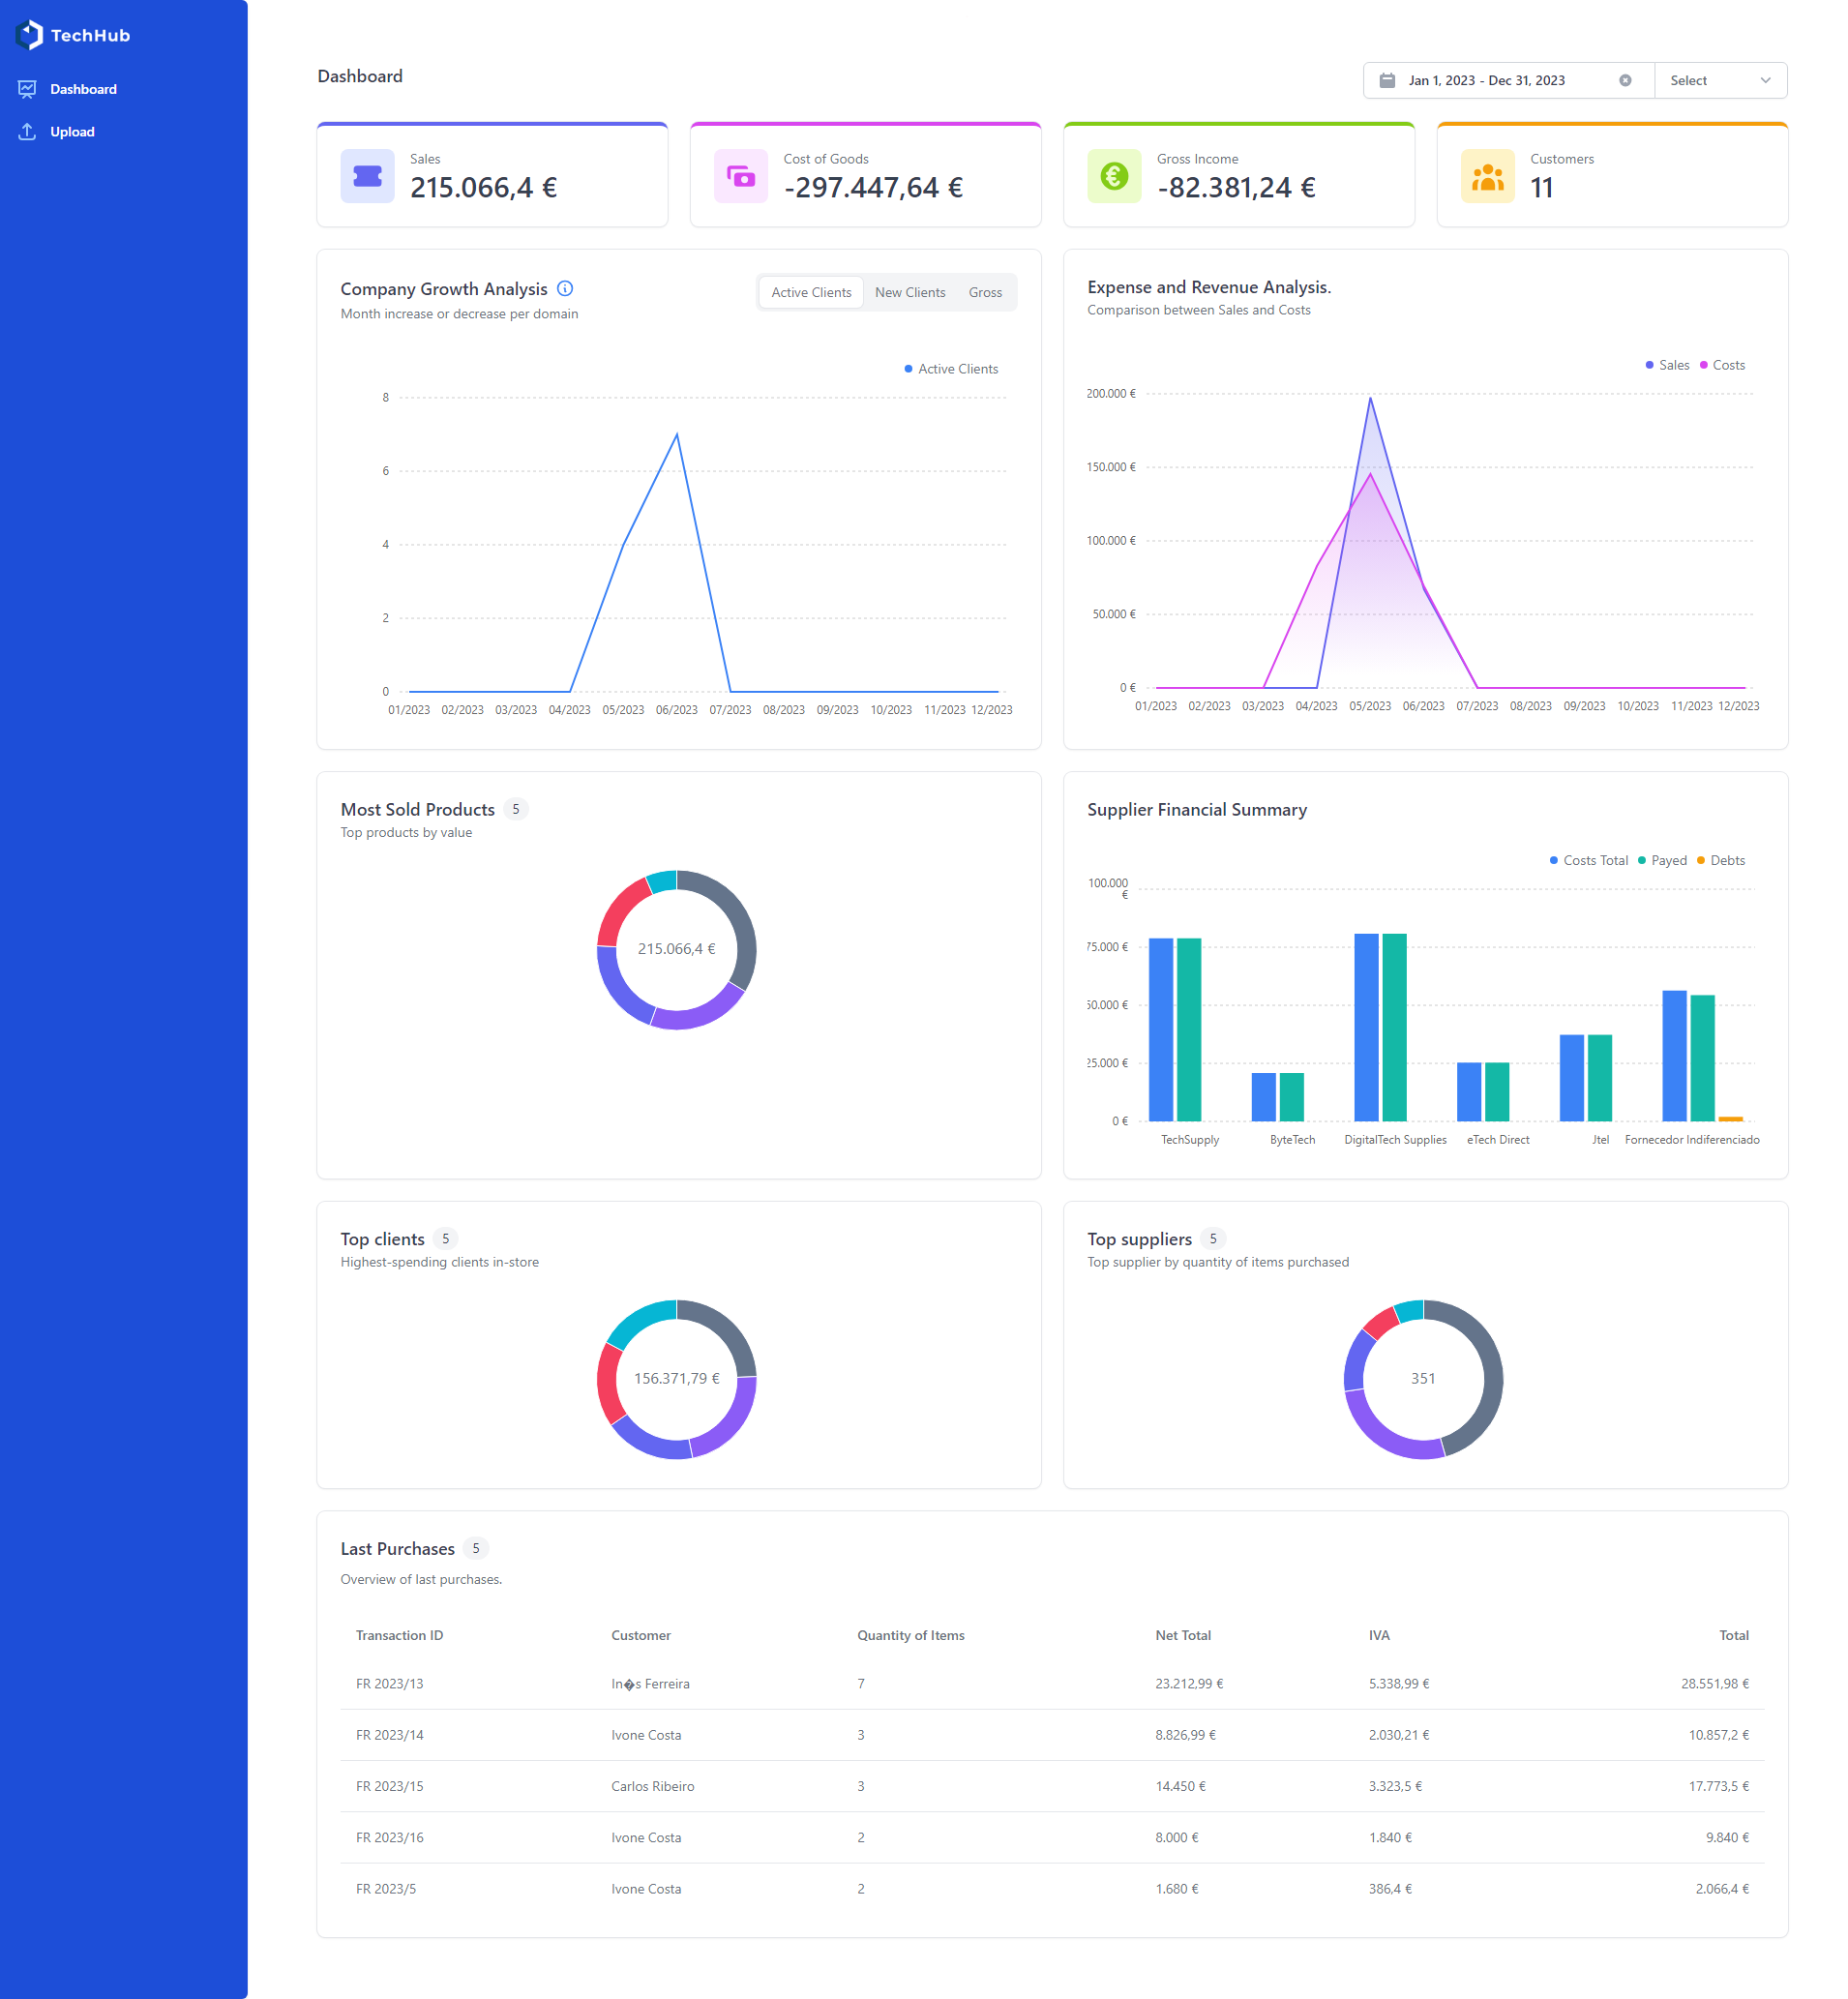 TechHub
Dashboard
Upload
Dashboard
Jan 1, 2023 - Dec 31, 2023
Select
Sales
215.066,4 €
Cost of Goods
-297.447,64 €
Gross Income
-82.381,24 €
Customers
11
Company Growth Analysis
Month increase or decrease per domain
Active Clients New Clients Gross
Active Clients
8
6
4
2
0
01/2023 02/2023 03/2023 04/2023 05/2023 06/2023 07/2023 08/2023 09/2023 10/2023 11/2023 12/2023
Expense and Revenue Analysis.
Comparison between Sales and Costs
Sales Costs
200.000 €
150.000 €
100.000 €
50.000 €
0 €
01/2023 02/2023 03/2023 04/2023 05/2023 06/2023 07/2023 08/2023 09/2023 10/2023 11/2023 12/2023
Most Sold Products 5
Top products by value
215.066,4 €
Supplier Financial Summary
Costs Total Payed Debts
100.000
€
75.000 €
50.000 €
25.000 €
0 €
TechSupply ByteTech DigitalTech Supplies eTech Direct Jtel Fornecedor Indiferenciado
Top clients 5
Highest-spending clients in-store
156.371,79 €
Top suppliers 5
Top supplier by quantity of items purchased
351
Last Purchases 5
Overview of last purchases.
Transaction ID Customer Quantity of Items Net Total IVA Total
FR 2023/13 In�s Ferreira 7 23.212,99 € 5.338,99 € 28.551,98 €
FR 2023/14 Ivone Costa 3 8.826,99 € 2.030,21 € 10.857,2 €
FR 2023/15 Carlos Ribeiro 3 14.450 € 3.323,5 € 17.773,5 €
FR 2023/16 Ivone Costa 2 8.000 € 1.840 € 9.840 €
FR 2023/5 Ivone Costa 2 1.680 € 386,4 € 2.066,4 €